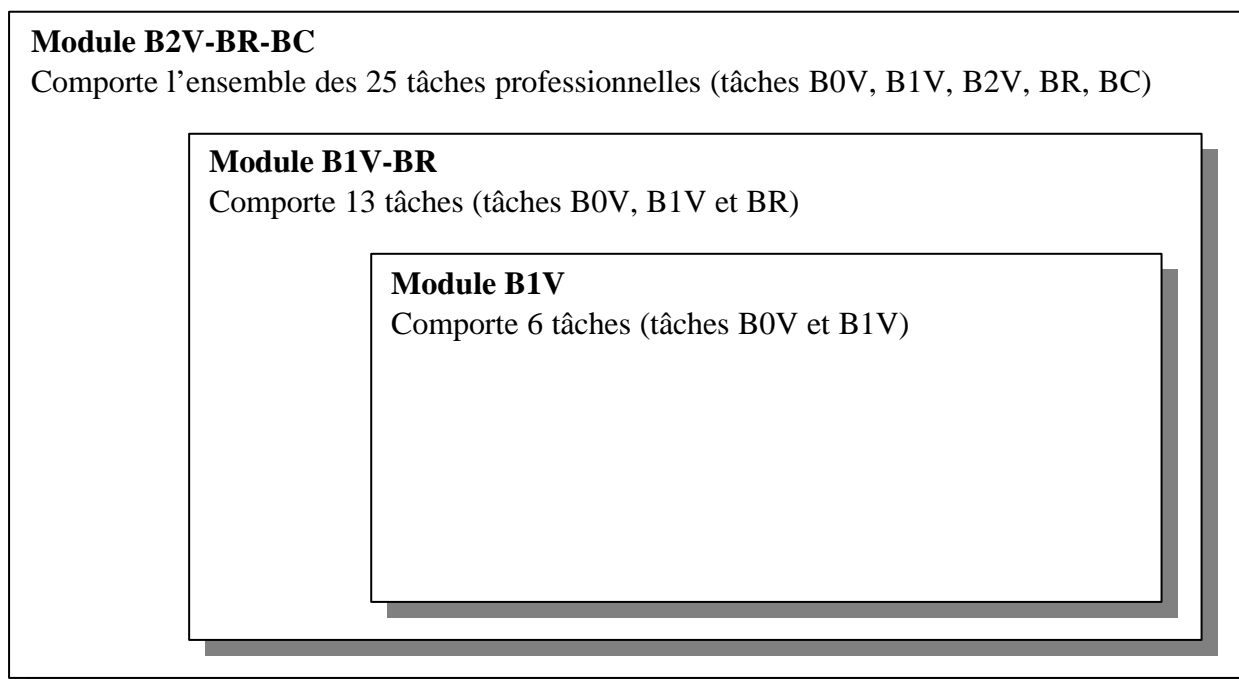 Module B2V-BR-BC
Comporte l’ensemble des 25 tâches professionnelles (tâches B0V, B1V, B2V, BR, BC)
Module B1V-BR
Comporte 13 tâches (tâches B0V, B1V et BR)
Module B1V
Comporte 6 tâches (tâches B0V et B1V)